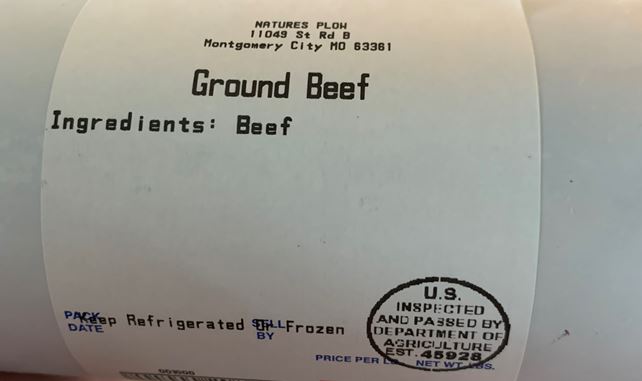 NATURES PLOW
11049 St Rd B
Montgomery City MO 63361
Ground Beef
Ingredients: Beef
Keep Refrigerated Or Frozen
PACK
DATE
SELL
BY
U.S.
INSPECTED
AND PASSED BY
DEPARTMENT OF
AGRICULTURE
EST. 45928
PRICE PER LB. NET WT. LBS.